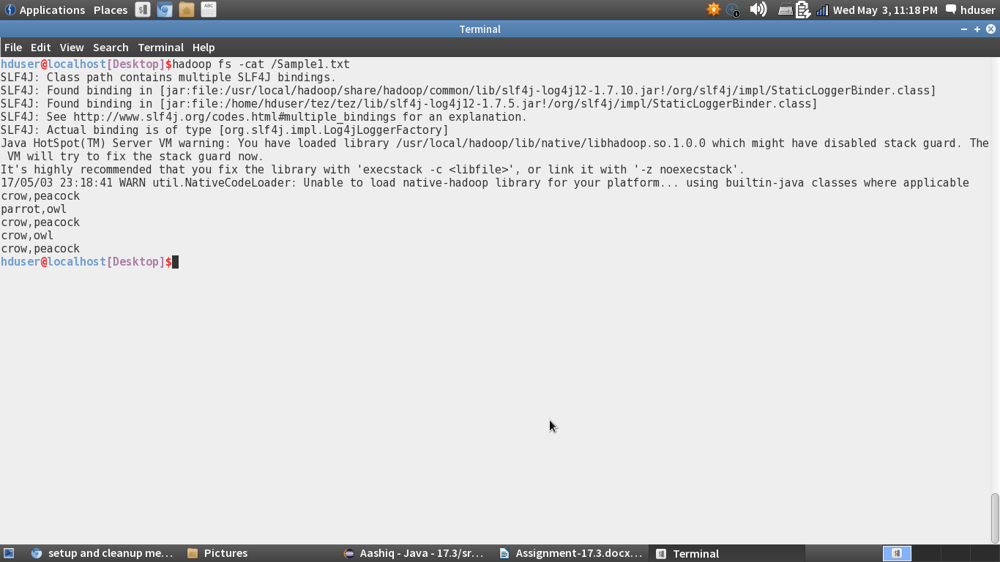 Applications Places Wed May 3, 11:18 PM hduser
Terminal
File Edit View Search Terminal Help
hduser@localhost[Desktop]$hadoop fs -cat /Sample1.txt
SLF4J: Class path contains multiple SLF4J bindings.
SLF4J: Found binding in [jar:file:/usr/local/hadoop/share/hadoop/common/lib/slf4j-log4j12-1.7.10.jar!/org/slf4j/impl/StaticLoggerBinder.class]
SLF4J: Found binding in [jar:file:/home/hduser/tez/tez/lib/slf4j-log4j12-1.7.5.jar!/org/slf4j/impl/StaticLoggerBinder.class]
SLF4J: See http://www.slf4j.org/codes.html#multiple_bindings for an explanation.
SLF4J: Actual binding is of type [org.slf4j.impl.Log4jLoggerFactory]
Java HotSpot(TM) Server VM warning: You have loaded library /usr/local/hadoop/lib/native/libhadoop.so.1.0.0 which might have disabled stack guard. The
VM will try to fix the stack guard now.
It's highly recommended that you fix the library with 'execstack -c <libfile>', or link it with '-z noexecstack'.
17/05/03 23:18:41 WARN util.NativeCodeLoader: Unable to load native-hadoop library for your platform... using builtin-java classes where applicable
crow,peacock
parrot,owl
crow,peacock
crow,owl
crow,peacock
hduser@localhost[Desktop]$
setup and cleanup me... Pictures Aashiq - Java - 17.3/sr... Assignment-17.3.docx... Terminal